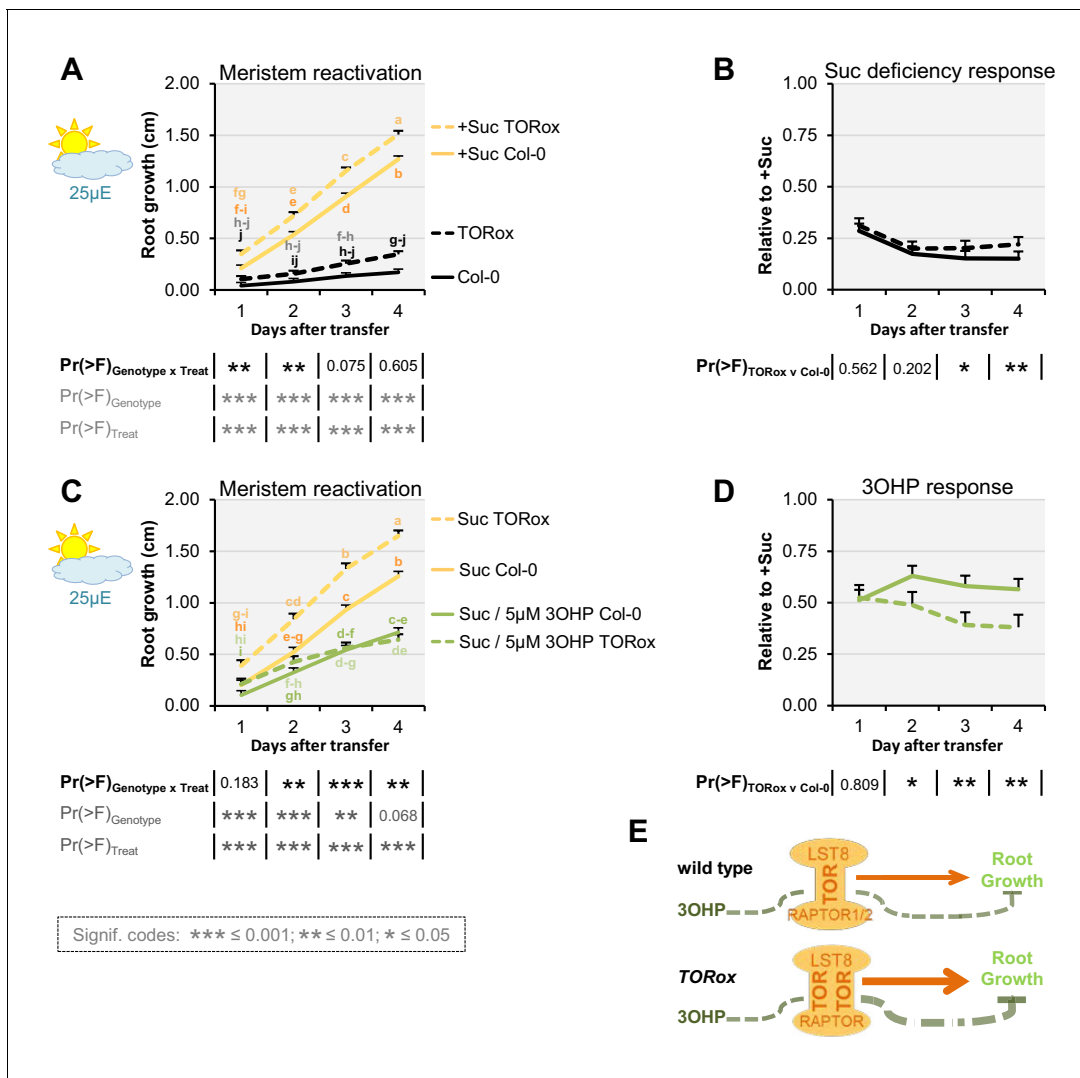 A
Meristem reactivation
25µE
Root growth (cm)
2.00
1.50
1.00
0.50
0.00
a
c
b
e
e
d
fg
f-i
h-j
j
h-j
ij
f-h
h-j
g-j
1 2 3 4
Days after transfer
+Suc TORox
+Suc Col-0
TORox
Col-0
Pr(>F)Genotype x Treat ** ** 0.075 0.605
Pr(>F)Genotype *** *** *** ***
Pr(>F)Treat *** *** *** ***
B
Suc deficiency response
Relative to +Suc
1.00
0.75
0.50
0.25
0.00
1 2 3 4
Days after transfer
Pr(>F)TORox v Col-0 0.562 0.202 * **
C
Meristem reactivation
25µE
Root growth (cm)
2.00
1.50
1.00
0.50
0.00
a
b
b
cd
c
g-i
hi
hi
i
e-g
d-f
c-e
f-h
gh
d-g
de
1 2 3 4
Days after transfer
Suc TORox
Suc Col-0
Suc / 5µM 3OHP Col-0
Suc / 5µM 3OHP TORox
Pr(>F)Genotype x Treat 0.183 ** *** **
Pr(>F)Genotype *** *** ** 0.068
Pr(>F)Treat *** *** *** ***
D
3OHP response
Relative to +Suc
1.00
0.75
0.50
0.25
0.00
1 2 3 4
Day after transfer
Pr(>F)TORox v Col-0 0.809 * ** **
E
wild type
LST8
TOR
RAPTOR1/2
3OHP
Root
Growth
TORox
LST8
TOR TOR
RAPTOR
3OHP
Root
Growth
Signif. codes: *** ≤ 0.001; ** ≤ 0.01; * ≤ 0.05